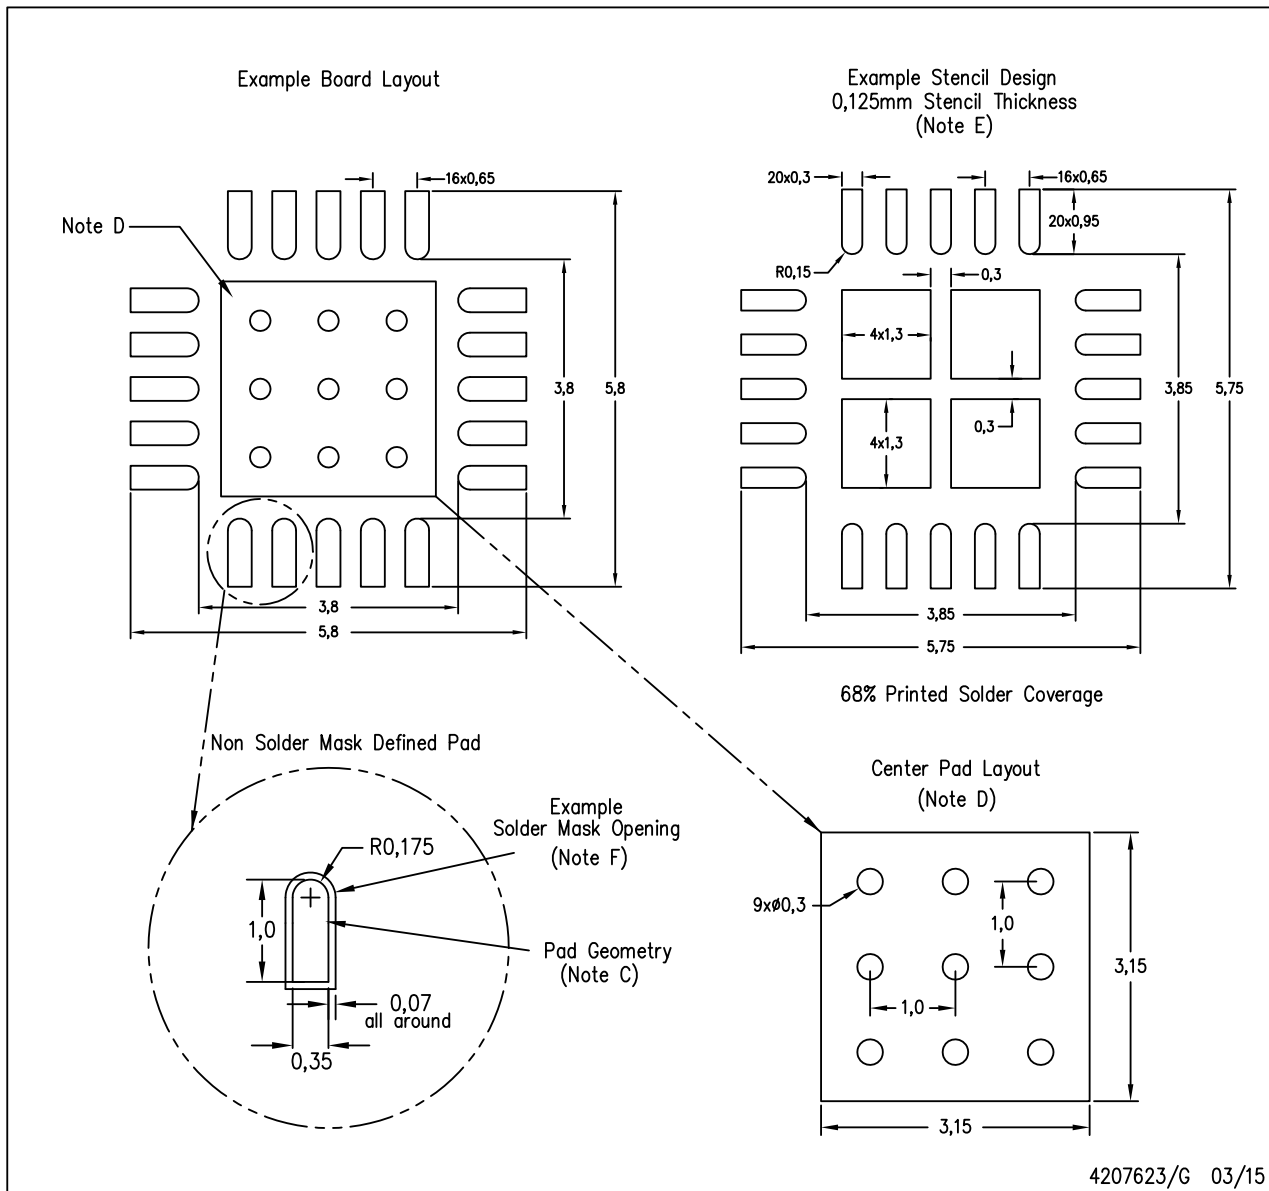 Example Board Layout
Example Stencil Design
0,125mm Stencil Thickness
(Note E)
Note D
16x0,65
3,8
5,8
3,8
5,8
20x0,3
16x0,65
20x0,95
R0,15
0,3
4x1,3
4x1,3
0,3
3,85
5,75
3,85
5,75
68% Printed Solder Coverage
Non Solder Mask Defined Pad
Example
Solder Mask Opening
(Note F)
R0,175
1,0
Pad Geometry
(Note C)
0,07
all around
0,35
Center Pad Layout
(Note D)
9xø0,3
1,0
1,0
3,15
3,15
4207623/G 03/15